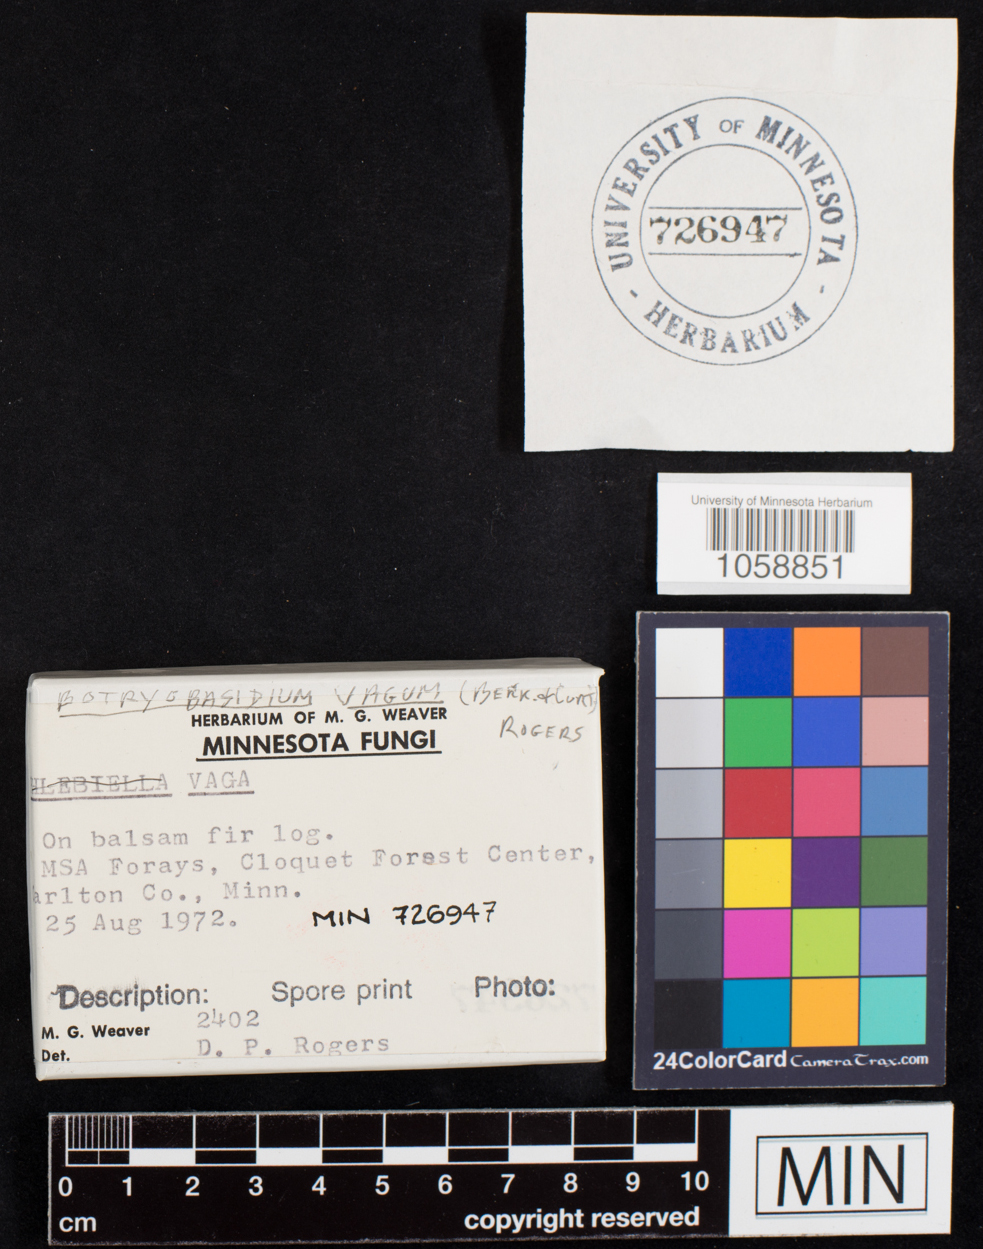 UNIVERSITY OF MINNESOTA
- HERBARIUM -
726947
University of Minnesota Herbarium
1058851
BOTRYOBASIDIUM VAGUM (BERK. & CURT)
ROGERS
HERBARIUM OF M. G. WEAVER
MINNESOTA FUNGI
HLEBIELLA VAGA
On balsam fir log.
MSA Forays, Cloquet Forest Center,
arlton Co., Minn.
25 Aug 1972. MIN 726947
Description: Spore print Photo:
M. G. Weaver 2402
Det. D. P. Rogers
24ColorCard CameraTrax.com
0 1 2 3 4 5 6 7 8 9 10
cm copyright reserved
MIN